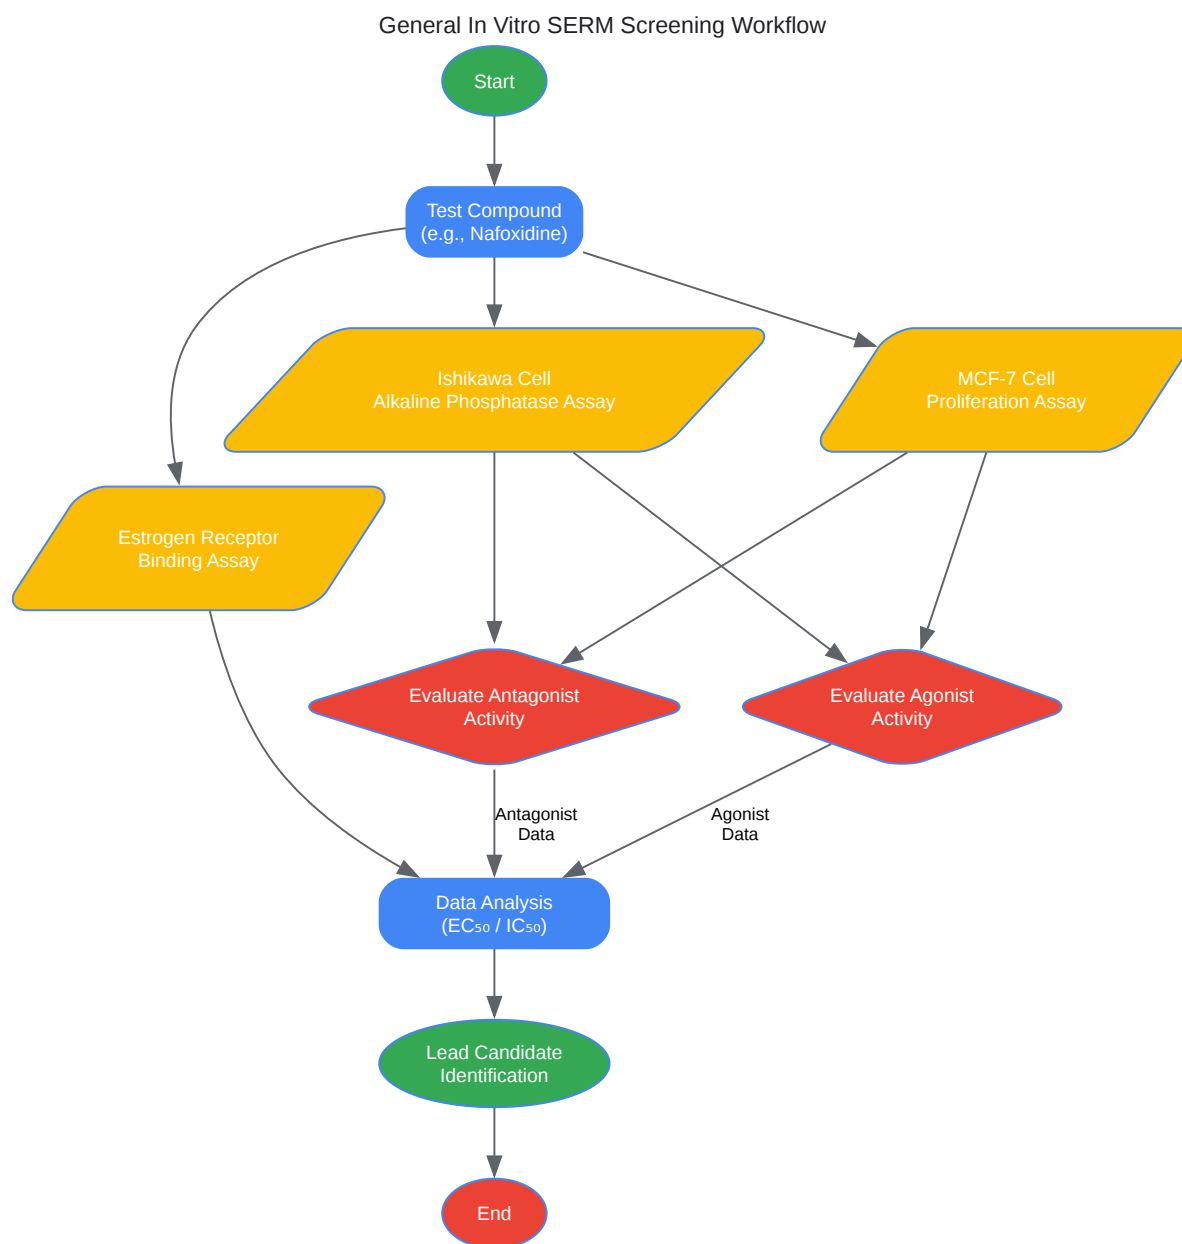 General In Vitro SERM Screening Workflow
Start
Test Compound
(e.g., Nafoxidine)
Ishikawa Cell
Alkaline Phosphatase Assay
MCF-7 Cell
Proliferation Assay
Estrogen Receptor
Binding Assay
Evaluate Antagonist
Activity
Evaluate Agonist
Activity
Antagonist
Data
Agonist
Data
Data Analysis
(EC₅₀ / IC₅₀)
Lead Candidate
Identification
End